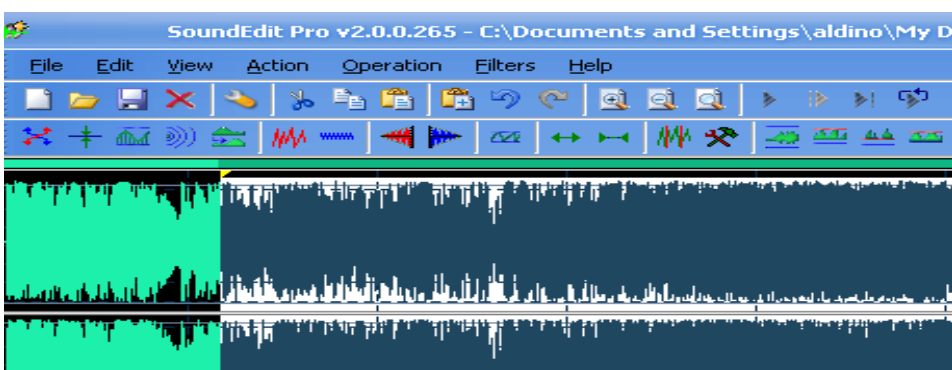 SoundEdit Pro v2.0.0.265 - C:\Documents and Settings\aldino\My D
File Edit View Action Operation Filters Help